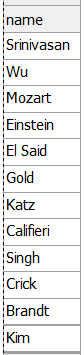 name
Srinivasan
Wu
Mozart
Einstein
El Said
Gold
Katz
Califieri
Singh
Crick
Brandt
Kim